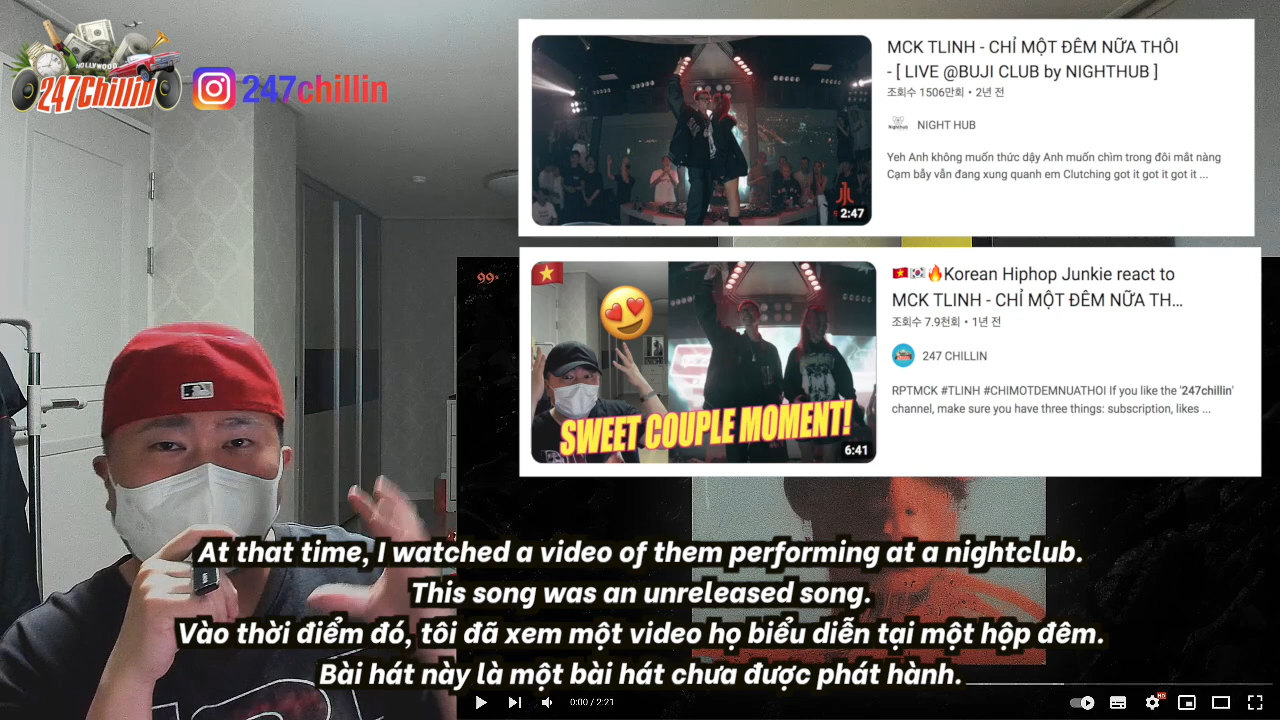 HOLLYWOOD
247Chillin
247chillin
MCK TLINH - CHỈ MỘT ĐÊM NỮA THÔI
- [ LIVE @BUJI CLUB by NIGHTHUB ]
조회수 1506만회 • 2년 전
NIGHT HUB
Yeh Anh không muốn thức dậy Anh muốn chìm trong đôi mắt nàng
Cạm bẫy vẫn đang xung quanh em Clutching got it got it got it ...
2:47
Korean Hiphop Junkie react to
MCK TLINH - CHỈ MỘT ĐÊM NỮA TH...
조회수 7.9천회 • 1년 전
247 CHILLIN
RPTMCK #TLINH #CHIMOTDEMNUATHOI If you like the '247chillin'
channel, make sure you have three things: subscription, likes ...
SWEET COUPLE MOMENT!
6:41
99%
At that time, I watched a video of them performing at a nightclub.
This song was an unreleased song.
Vào thời điểm đó, tôi đã xem một video họ biểu diễn tại một hộp đêm.
Bài hát này là một bài hát chưa được phát hành.
0:00 / 2:21
HD